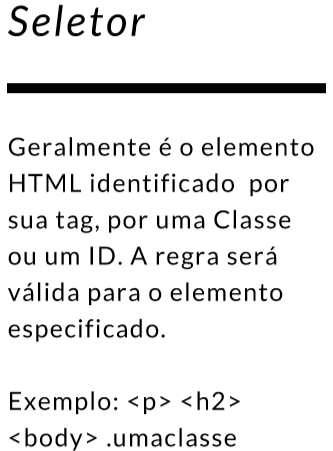 Seletor
Geralmente é o elemento
HTML identificado por
sua tag, por uma Classe
ou um ID. A regra será
válida para o elemento
especificado.
Exemplo: <p> <h2>
<body> .umaclasse